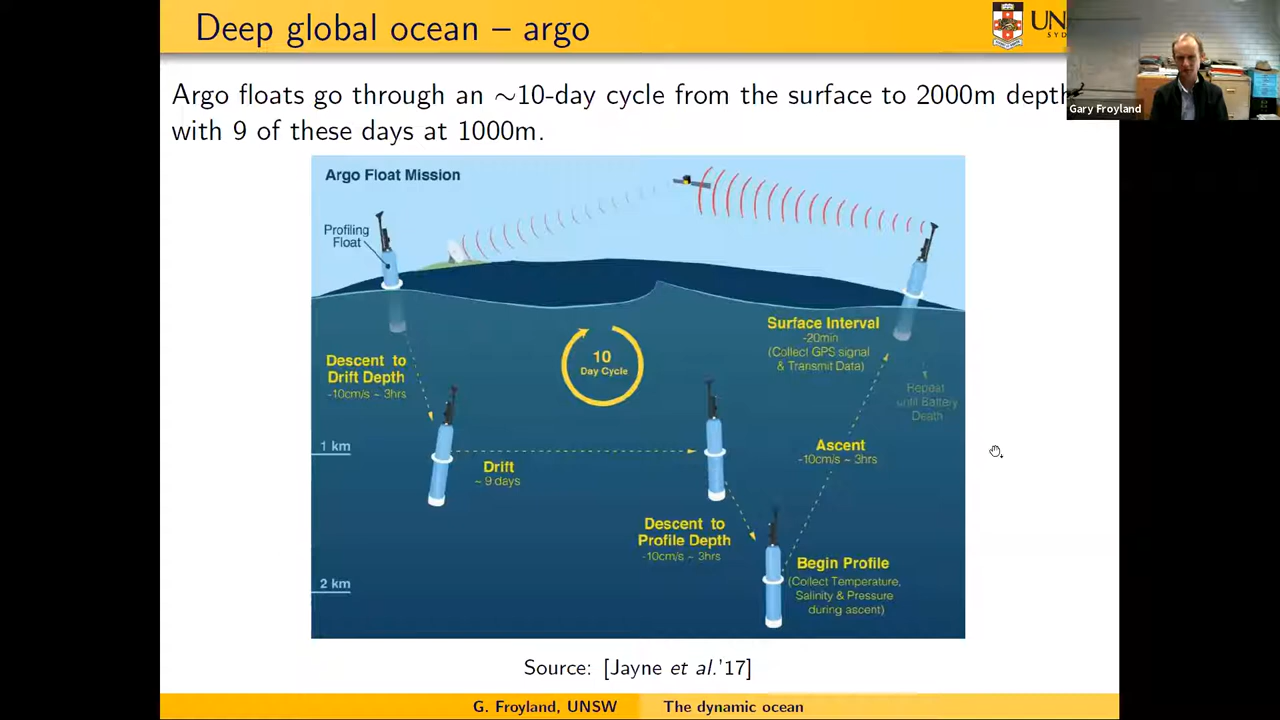 Deep global ocean – argo
UN
SY
Gary Froyland
Argo floats go through an ∼10-day cycle from the surface to 2000m depth
with 9 of these days at 1000m.
Argo Float Mission
Profiling
Float
Descent to
Drift Depth
~10cm/s ~ 3hrs
10
Day Cycle
Surface Interval
~20min
(Collect GPS signal
& Transmit Data)
Repeat
until Battery
Death
1 km
Drift
~ 9 days
Ascent
~10cm/s ~ 3hrs
Descent to
Profile Depth
~10cm/s ~ 3hrs
Begin Profile
(Collect Temperature,
Salinity & Pressure
during ascent)
2 km
Source: [Jayne et al.'17]
G. Froyland, UNSW The dynamic ocean